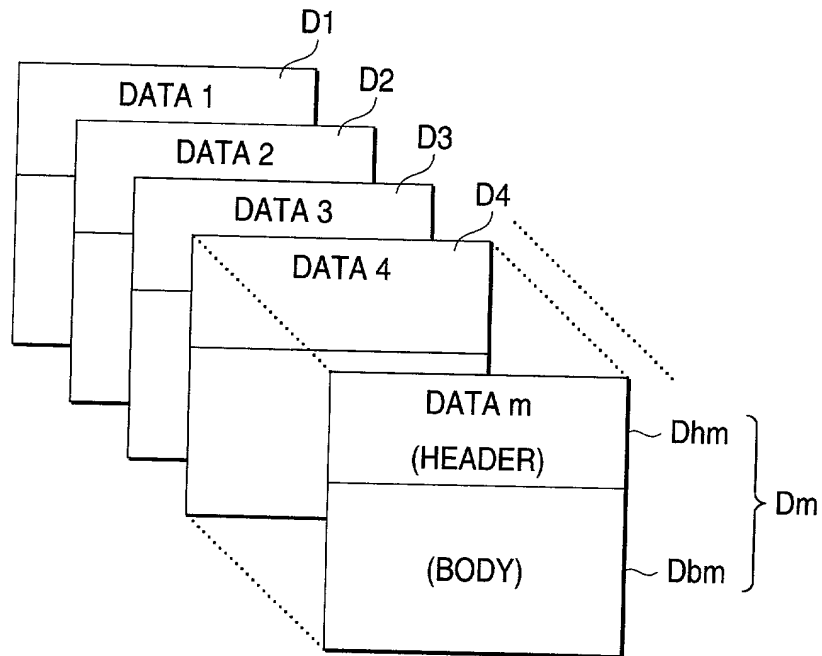 D1
DATA 1
D2
DATA 2
D3
DATA 3
D4
DATA 4
DATA m
(HEADER)
Dhm
Dm
(BODY)
Dbm